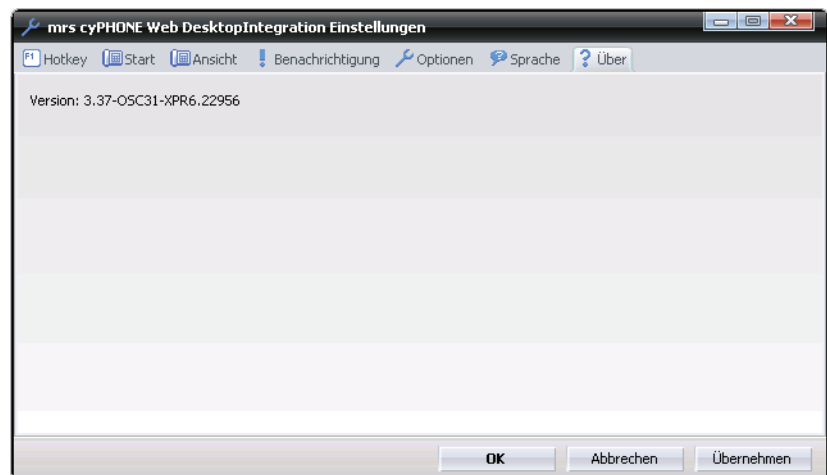 mrs cyPHONE Web DesktopIntegration Einstellungen
F1 Hotkey Start Ansicht Benachrichtigung Optionen Sprache Über
Version: 3.37-OSC31-XPR6.22956
OK Abbrechen Übernehmen